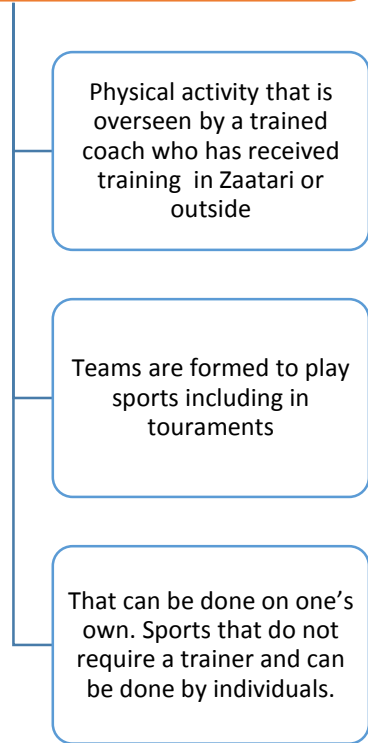 Physical activity that is
overseen by a trained
coach who has received
training in Zaatari or
outside
Teams are formed to play
sports including in
touraments
That can be done on one’s
own. Sports that do not
require a trainer and can
be done by individuals.